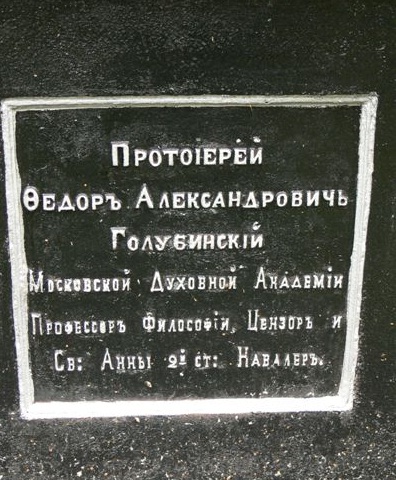 Протоіерей
Ѳедоръ Александровичь
Голубинскій
Московской Духовной Академіи
Профессоръ Философіи, Цензоръ и
Св: Анны 2й ст: Кавалеръ.